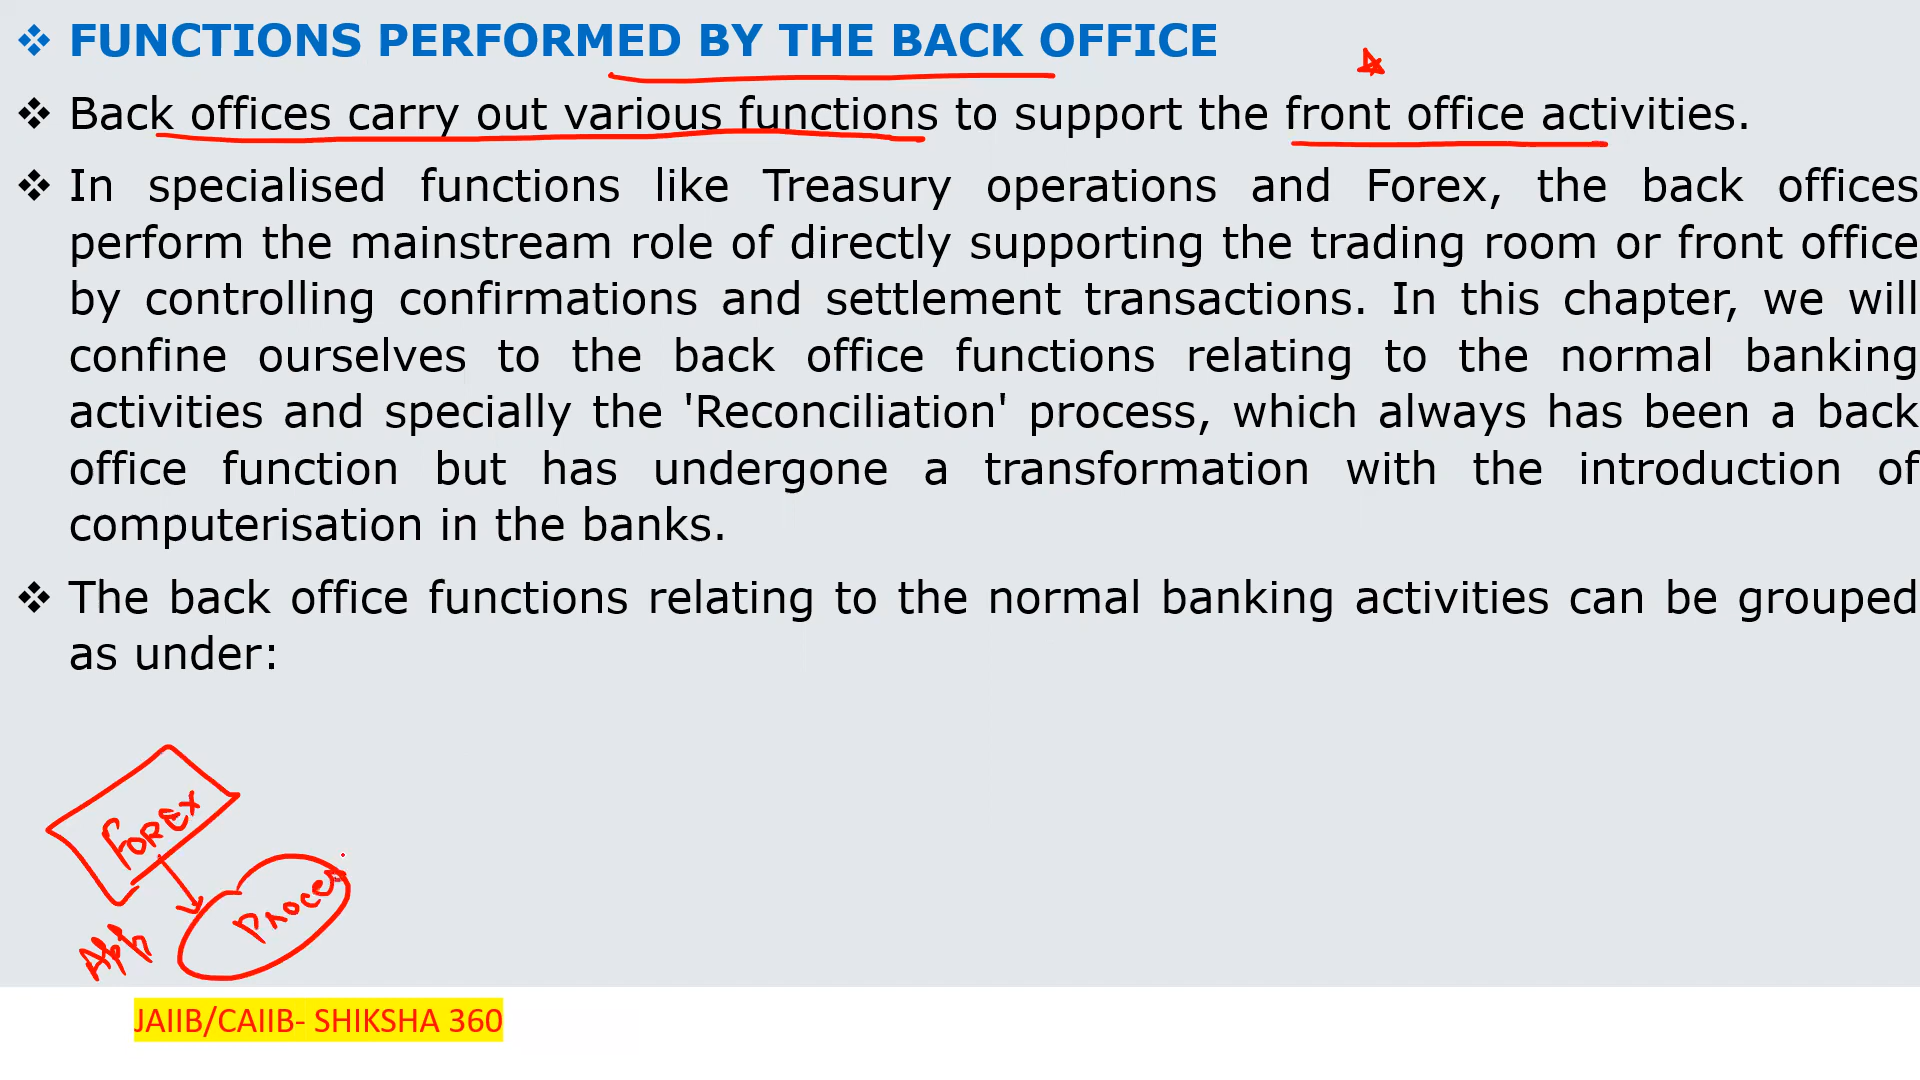 FUNCTIONS PERFORMED BY THE BACK OFFICE
Back offices carry out various functions to support the front office activities.
In specialised functions like Treasury operations and Forex, the back offices
perform the mainstream role of directly supporting the trading room or front office
by controlling confirmations and settlement transactions. In this chapter, we will
confine ourselves to the back office functions relating to the normal banking
activities and specially the 'Reconciliation' process, which always has been a back
office function but has undergone a transformation with the introduction of
computerisation in the banks.
The back office functions relating to the normal banking activities can be grouped
as under:
FOREX
Proces
JAIIB/CAIIB- SHIKSHA 360